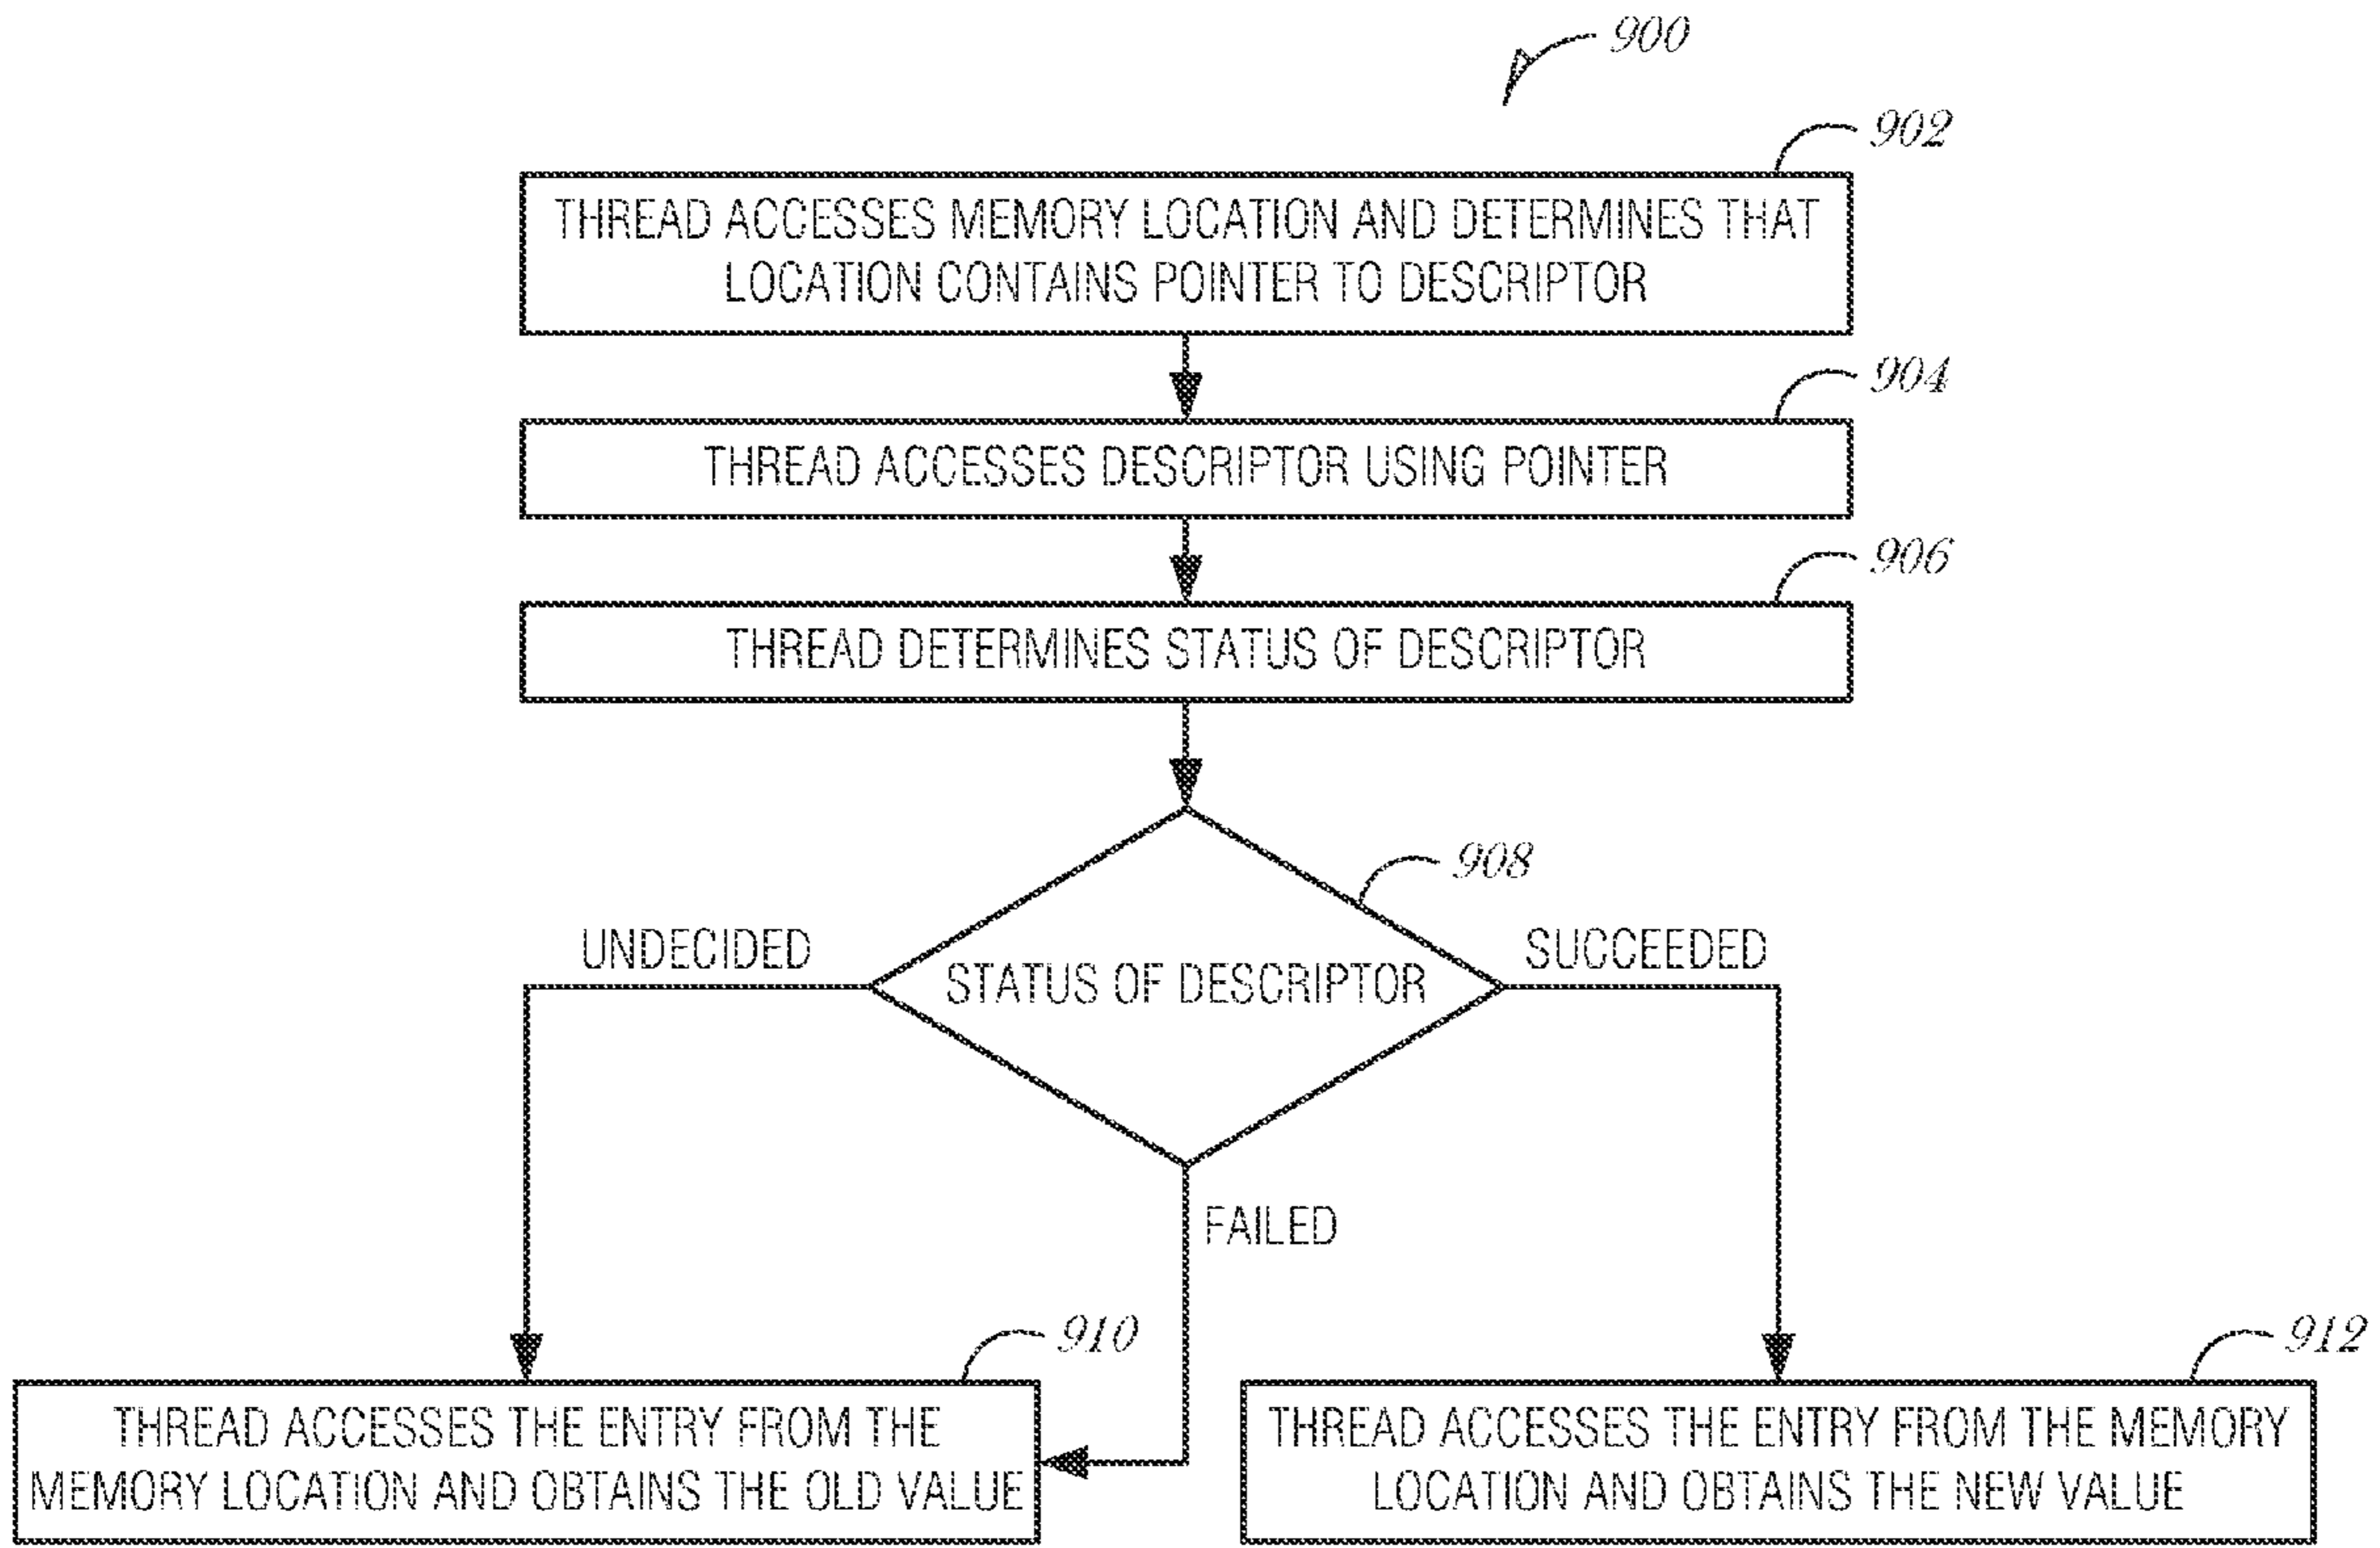 900
902
THREAD ACCESSES MEMORY LOCATION AND DETERMINES THAT
LOCATION CONTAINS POINTER TO DESCRIPTOR
904
THREAD ACCESSES DESCRIPTOR USING POINTER
906
THREAD DETERMINES STATUS OF DESCRIPTOR
908
UNDECIDED
SUCCEEDED
STATUS OF DESCRIPTOR
FAILED
910
THREAD ACCESSES THE ENTRY FROM THE
MEMORY LOCATION AND OBTAINS THE OLD VALUE
912
THREAD ACCESSES THE ENTRY FROM THE MEMORY
LOCATION AND OBTAINS THE NEW VALUE